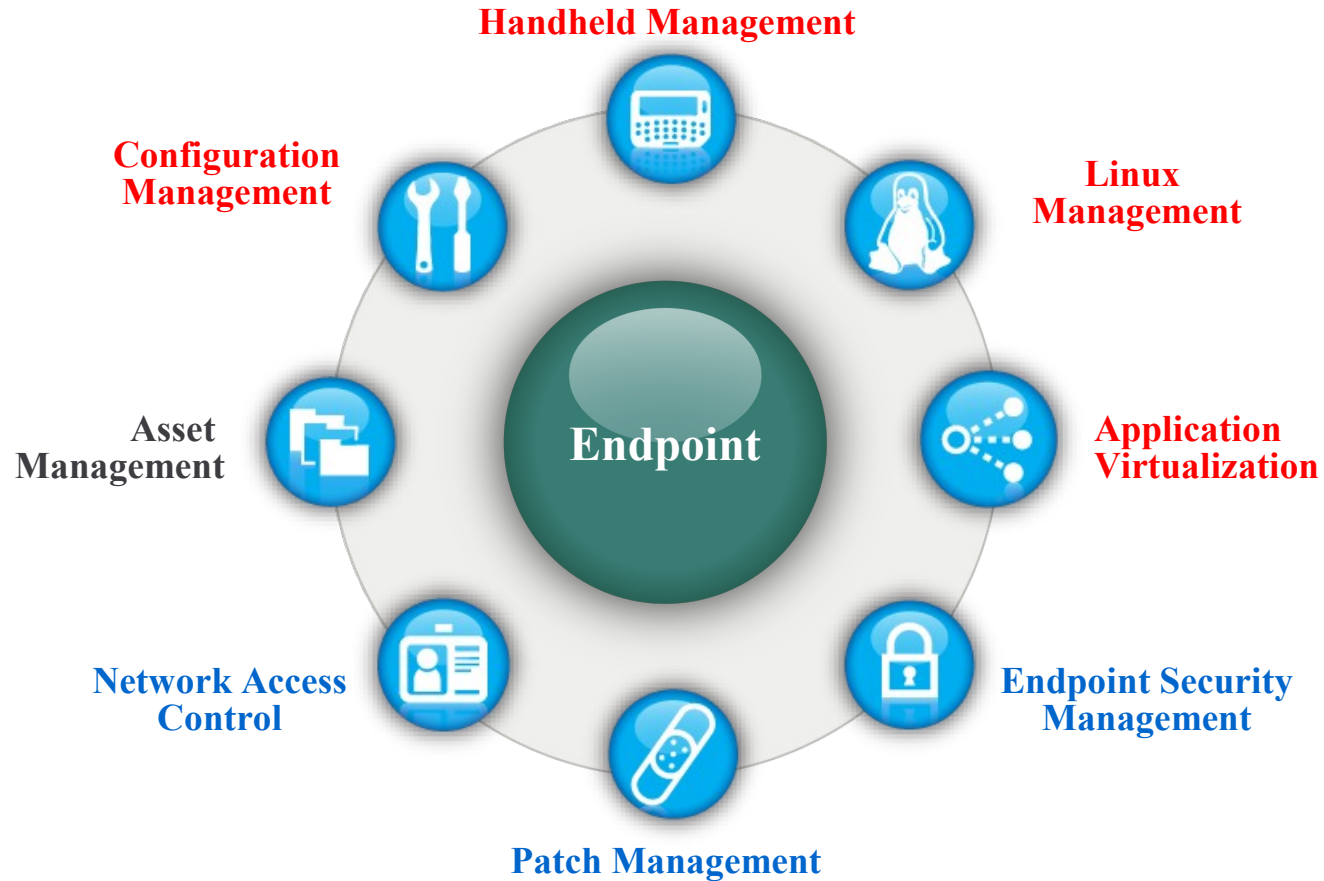 Handheld Management
Configuration
Management
Linux
Management
Endpoint
Asset
Management
Application
Virtualization
Network Access
Control
Endpoint Security
Management
Patch Management